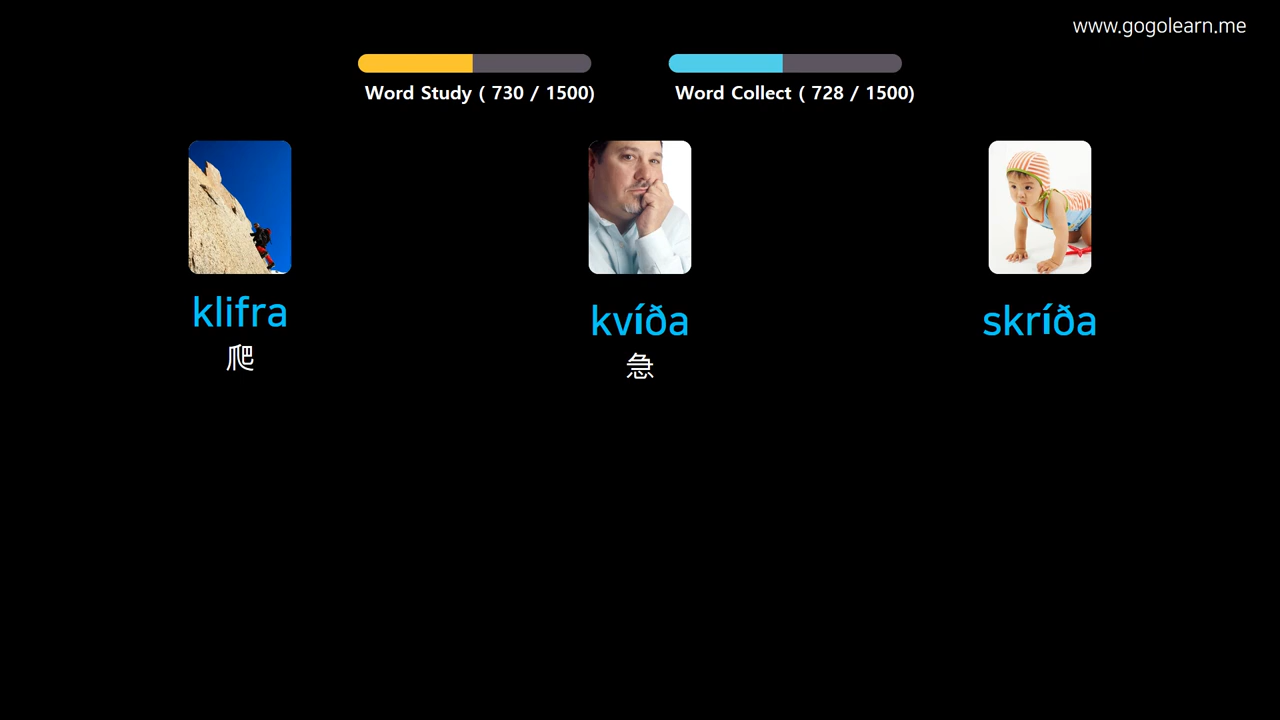 www.gogolearn.me
Word Study ( 730 / 1500)
Word Collect ( 728 / 1500)
klifra
爬
kvíða
急
skríða